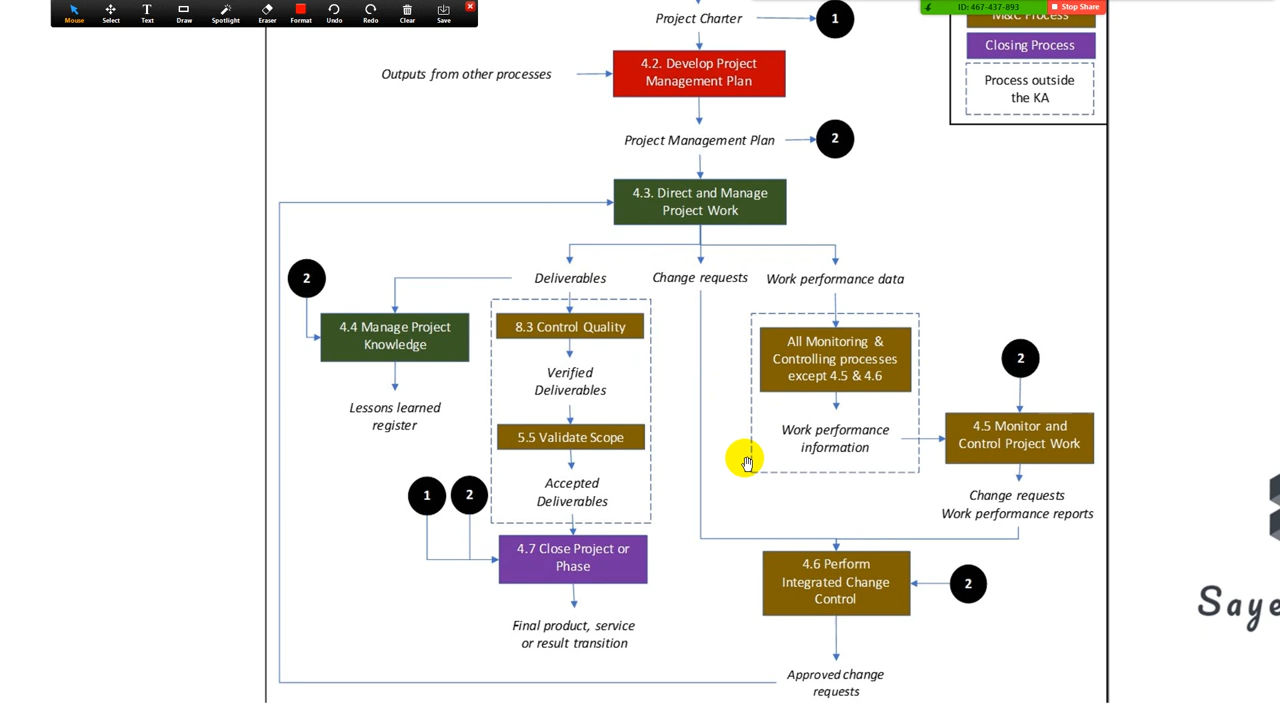 Mouse
Select
Text
Draw
Spotlight
Eraser
Format
Undo
Redo
Clear
Save
ID: 467-437-893
Stop Share
M&C Process
Closing Process
Process outside
the KA
Project Charter
1
4.2. Develop Project
Management Plan
Outputs from other processes
Project Management Plan
2
4.3. Direct and Manage
Project Work
Deliverables
Change requests
Work performance data
2
4.4 Manage Project
Knowledge
Lessons learned
register
8.3 Control Quality
Verified
Deliverables
5.5 Validate Scope
Accepted
Deliverables
1
2
4.7 Close Project or
Phase
Final product, service
or result transition
All Monitoring &
Controlling processes
except 4.5 & 4.6
Work performance
information
2
4.5 Monitor and
Control Project Work
Change requests
Work performance reports
4.6 Perform
Integrated Change
Control
2
Approved change
requests
Saye